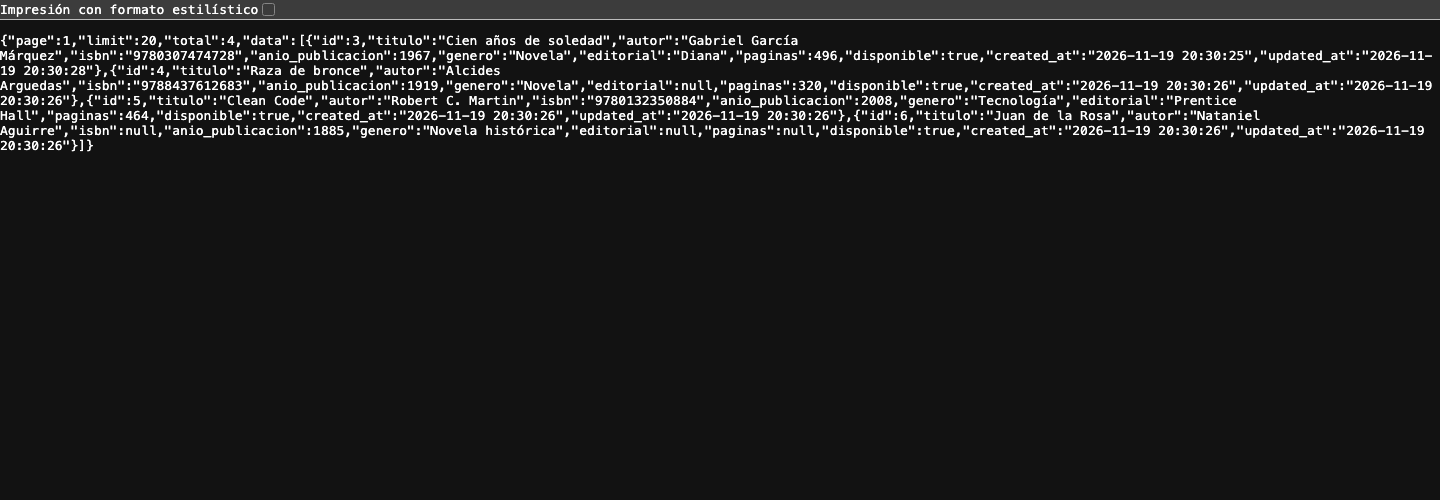 Impresión con formato estilístico
{"page":1,"limit":20,"total":4,"data":[{"id":3,"titulo":"Cien años de soledad","autor":"Gabriel García
Márquez","isbn":"9780307474728","anio_publicacion":1967,"genero":"Novela","editorial":"Diana","paginas":496,"disponible":true,"created_at":"2026-11-19 20:30:25","updated_at":"2026-11-
19 20:30:28"},{"id":4,"titulo":"Raza de bronce","autor":"Alcides
Arguedas","isbn":"9788437612683","anio_publicacion":1919,"genero":"Novela","editorial":null,"paginas":320,"disponible":true,"created_at":"2026-11-19 20:30:26","updated_at":"2026-11-19
20:30:26"},{"id":5,"titulo":"Clean Code","autor":"Robert C. Martin","isbn":"9780132350884","anio_publicacion":2008,"genero":"Tecnología","editorial":"Prentice
Hall","paginas":464,"disponible":true,"created_at":"2026-11-19 20:30:26","updated_at":"2026-11-19 20:30:26"},{"id":6,"titulo":"Juan de la Rosa","autor":"Nataniel
Aguirre","isbn":null,"anio_publicacion":1885,"genero":"Novela histórica","editorial":null,"paginas":null,"disponible":true,"created_at":"2026-11-19 20:30:26","updated_at":"2026-11-19
20:30:26"}]}